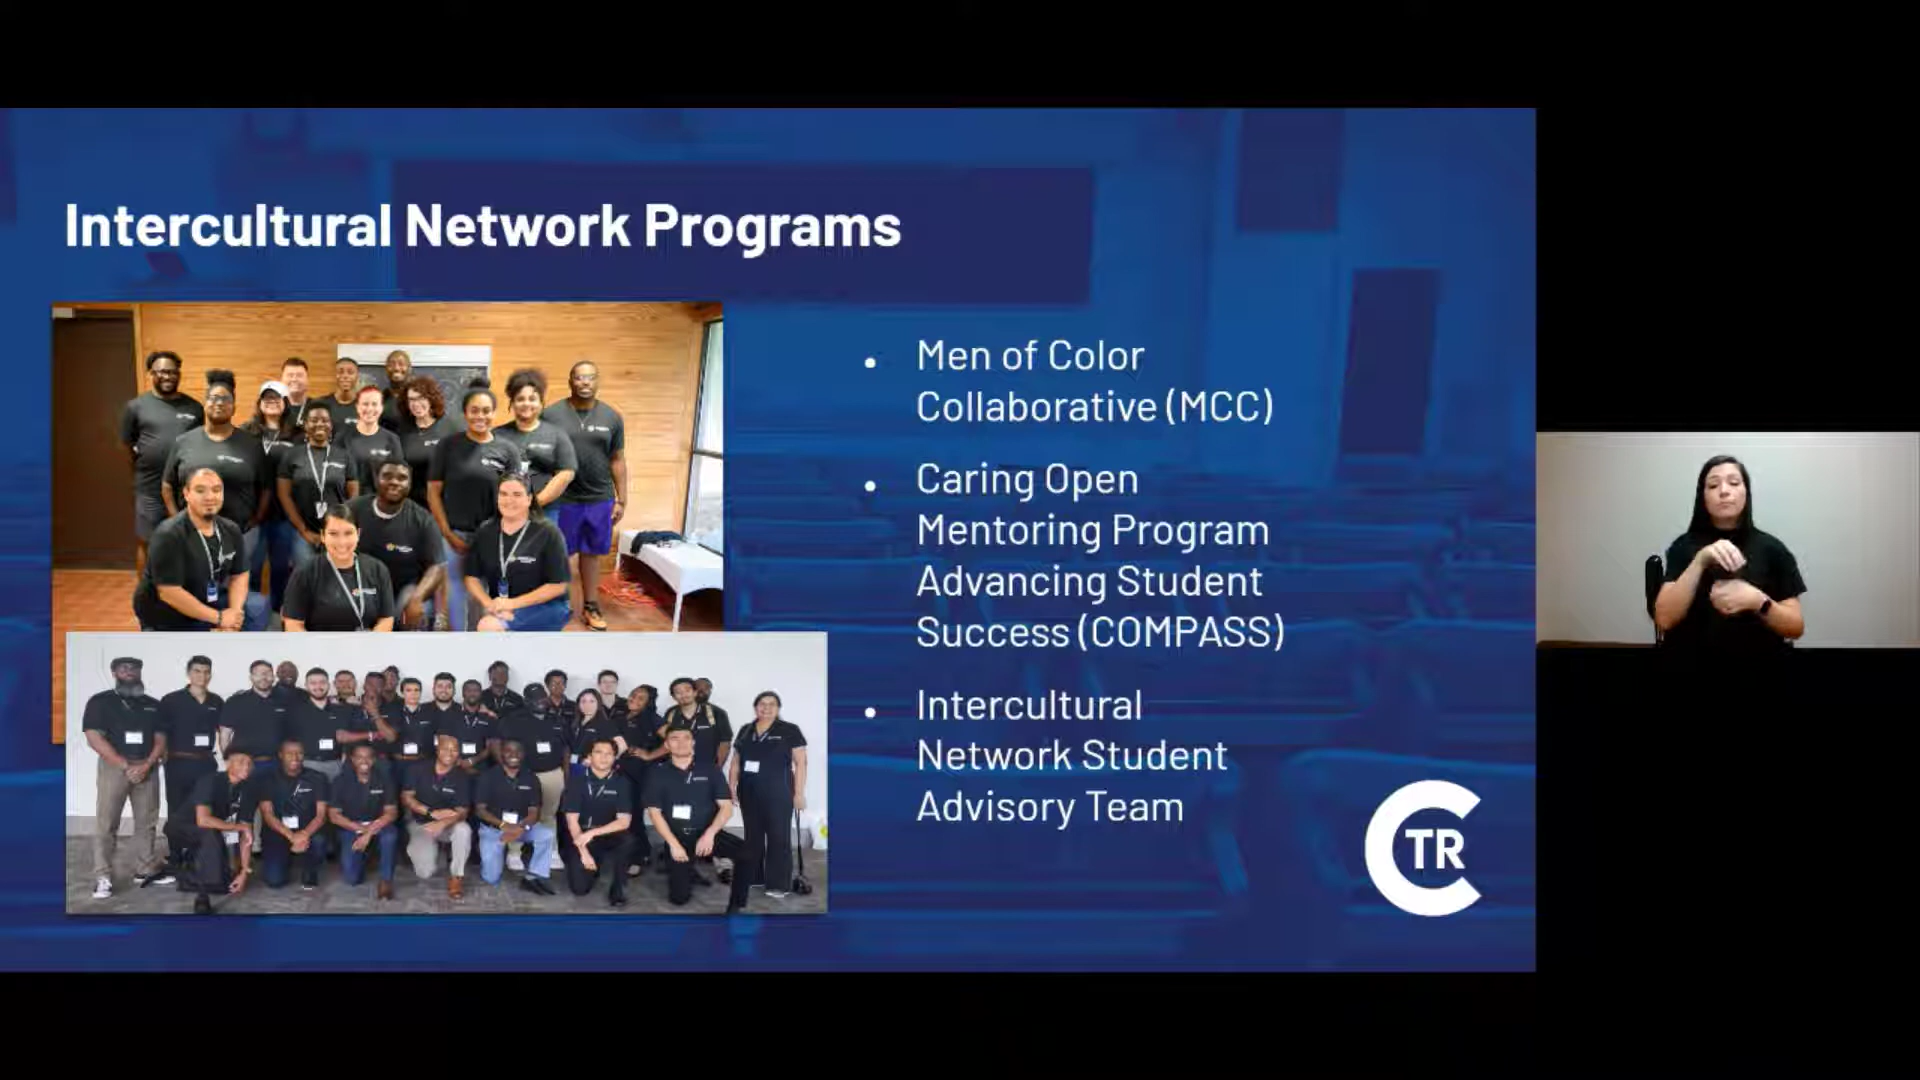 Intercultural Network Programs
• Men of Color
Collaborative (MCC)
• Caring Open
Mentoring Program
Advancing Student
Success (COMPASS)
• Intercultural
Network Student
Advisory Team
CTR